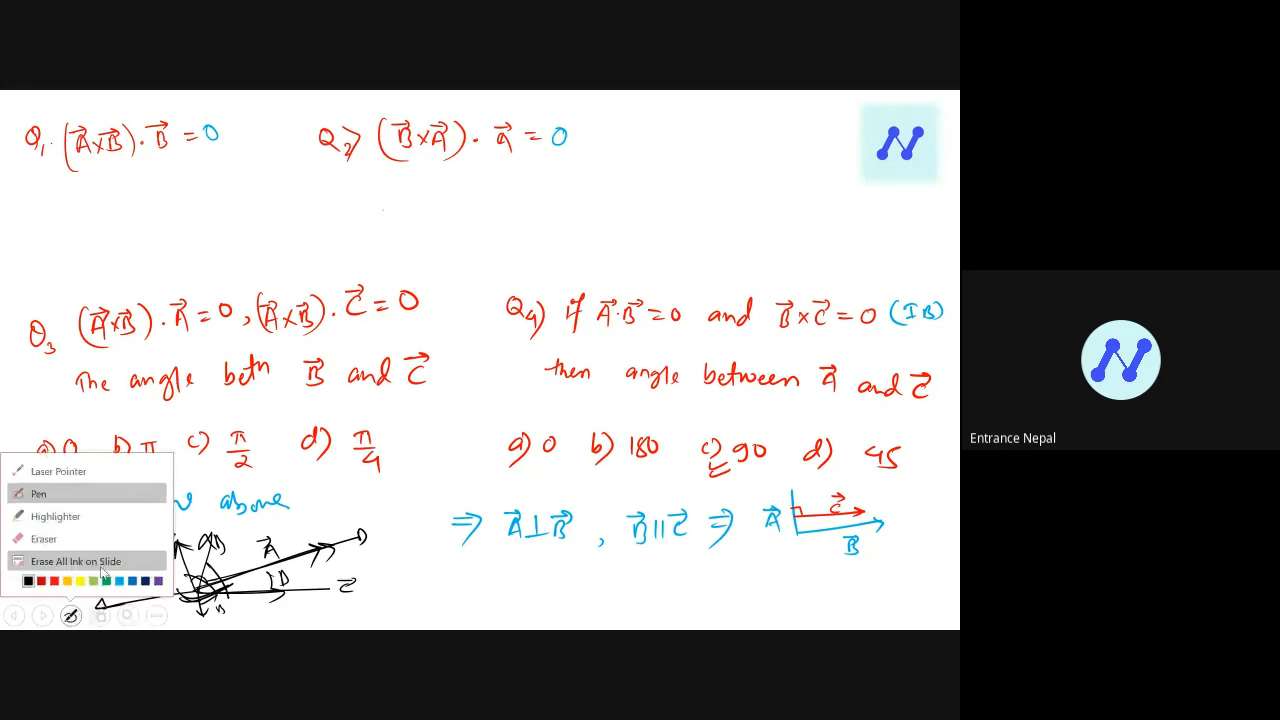 Q1. (A⃗×B⃗)·B⃗ = 0
Q2> (B⃗×A⃗)·A⃗ = 0
Q3 (A⃗×B⃗)·A⃗ = 0, (A⃗×B⃗)·C⃗ = 0
The angle betn B⃗ and C⃗
a) 0 b) π c) π/2 d) π/4
above
A⃗
C⃗
Q4) if A⃗·B⃗ = 0 and B⃗×C⃗ = 0 (IB)
then angle between A⃗ and C⃗
a) 0 b) 180 c) 90 d) 45
⇒ A⃗⊥B⃗, B⃗||C⃗ ⇒ A⃗
C⃗
B⃗
Laser Pointer
Pen
Highlighter
Eraser
Erase All Ink on Slide
Entrance Nepal